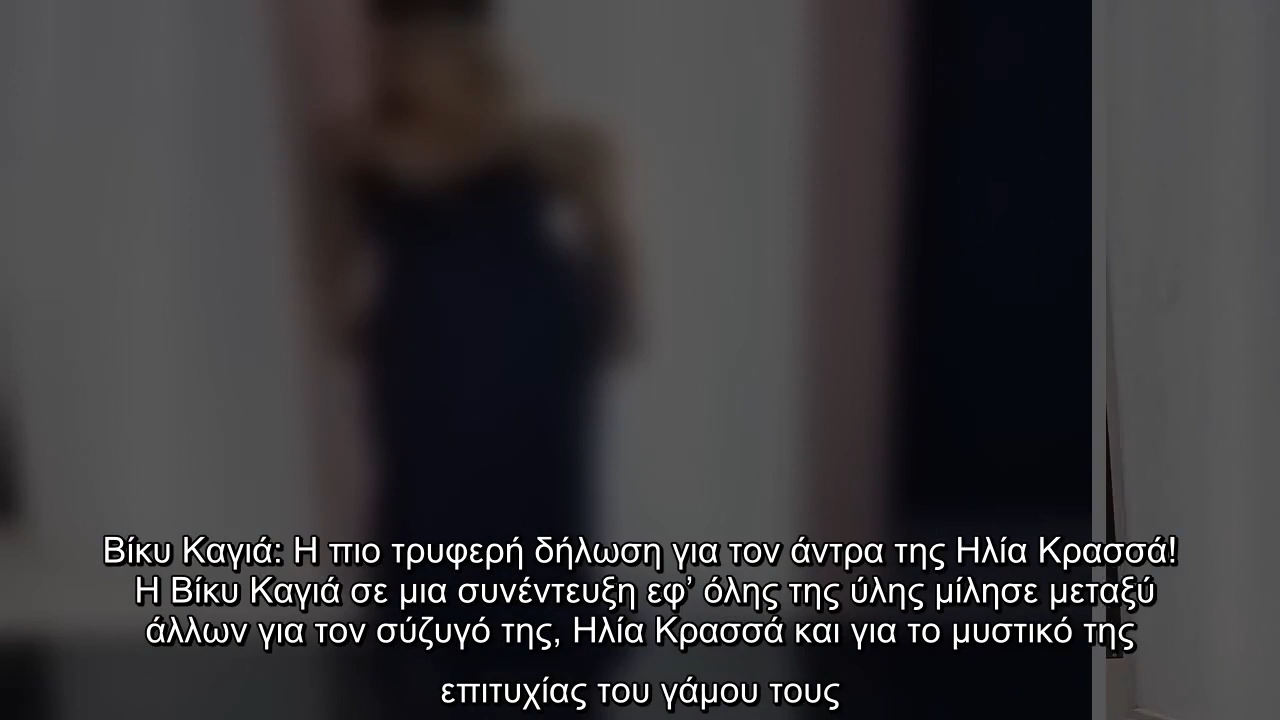 Βίκυ Καγιά: Η πιο τρυφερή δήλωση για τον άντρα της Ηλία Κρασσά!
Η Βίκυ Καγιά σε μια συνέντευξη εφ’ όλης της ύλης μίλησε μεταξύ
άλλων για τον σύζυγό της, Ηλία Κρασσά και για το μυστικό της
επιτυχίας του γάμου τους